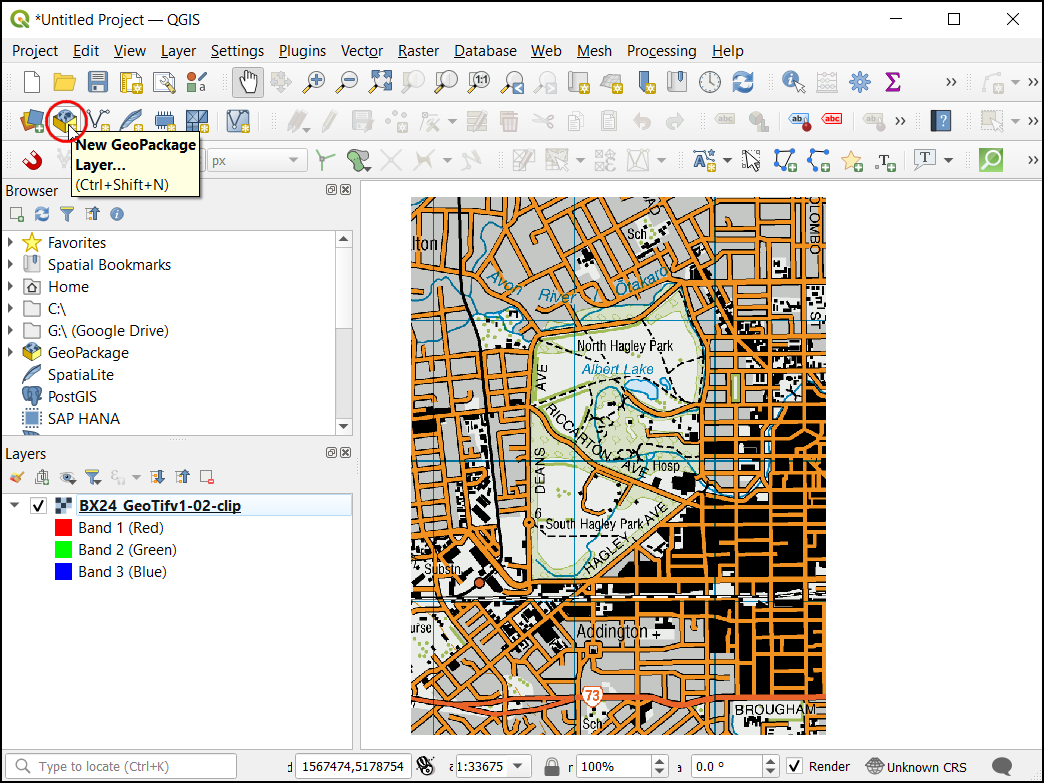 *Untitled Project — QGIS
Project Edit View Layer Settings Plugins Vector Raster Database Web Mesh Processing Help
New GeoPackage
Layer...
(Ctrl+Shift+N)
px
Browser
Favorites
Spatial Bookmarks
Home
C:\
G:\ (Google Drive)
GeoPackage
SpatiaLite
PostGIS
SAP HANA
Layers
BX24_GeoTifv1-02-clip
Band 1 (Red)
Band 2 (Green)
Band 3 (Blue)
lton
Sch
OLOMBO
ST
Avon River / Ōtākaro
North Hagley Park
Albert Lake
DEANS AVE
RICCARTON AVE
Hosp
6
South Hagley Park
HAGLEY AVE
Substn
urse
Addington
73
Sch
BROUGHAM
Type to locate (Ctrl+K)
1567474,5178754
1:33675
100%
0.0 °
Render
Unknown CRS